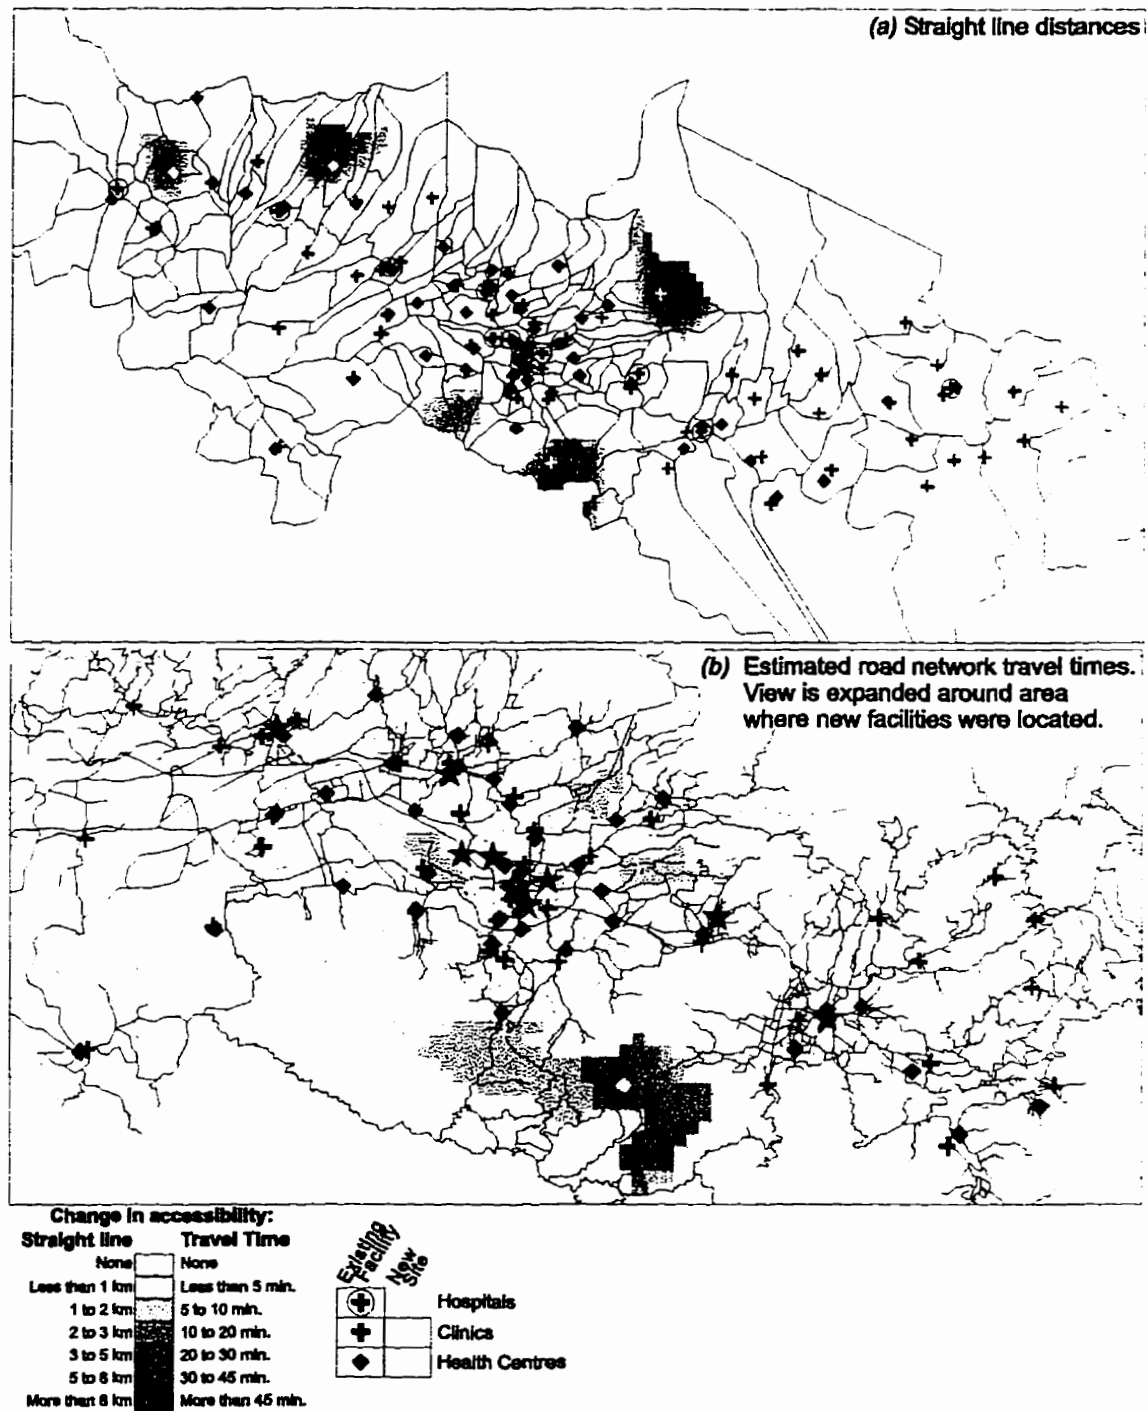 (a) Straight line distances
(b) Estimated road network travel times.
View is expanded around area
where new facilities were located.
Change in accessibility:
Straight line Travel Time
None None
Less than 1 km Less than 5 min.
1 to 2 km 5 to 10 min.
2 to 3 km 10 to 20 min.
3 to 5 km 20 to 30 min.
5 to 6 km 30 to 45 min.
More than 6 km More than 45 min.
Existing
Facility
New
Site
Hospitals
Clinics
Health Centres